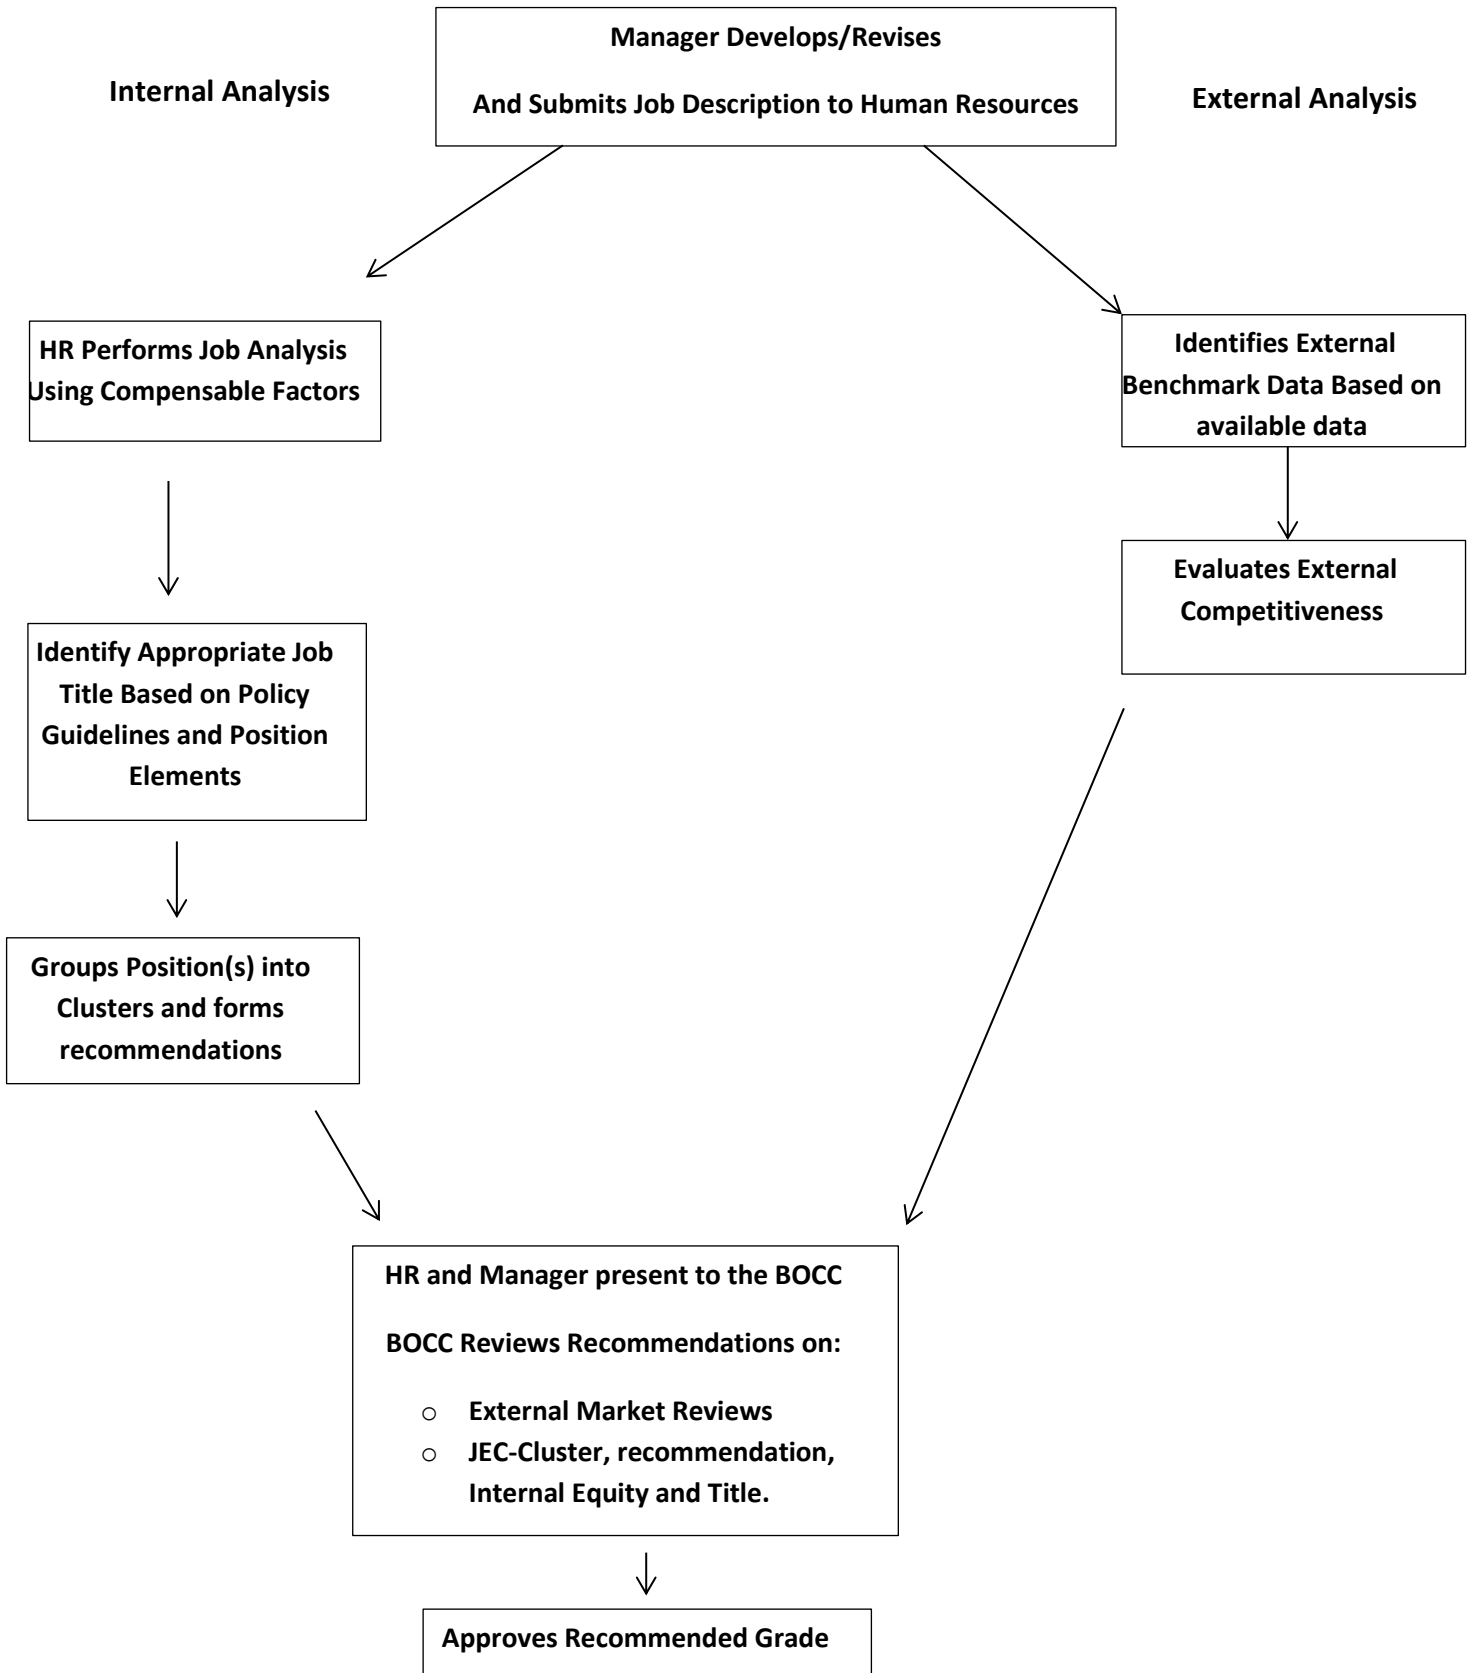 Manager Develops/Revises
And Submits Job Description to Human Resources
Internal Analysis
External Analysis
HR Performs Job Analysis
Using Compensable Factors
Identify Appropriate Job
Title Based on Policy
Guidelines and Position
Elements
Groups Position(s) into
Clusters and forms
recommendations
Identifies External
Benchmark Data Based on
available data
Evaluates External
Competitiveness
HR and Manager present to the BOCC
BOCC Reviews Recommendations on:
o External Market Reviews
o JEC-Cluster, recommendation,
Internal Equity and Title.
Approves Recommended Grade